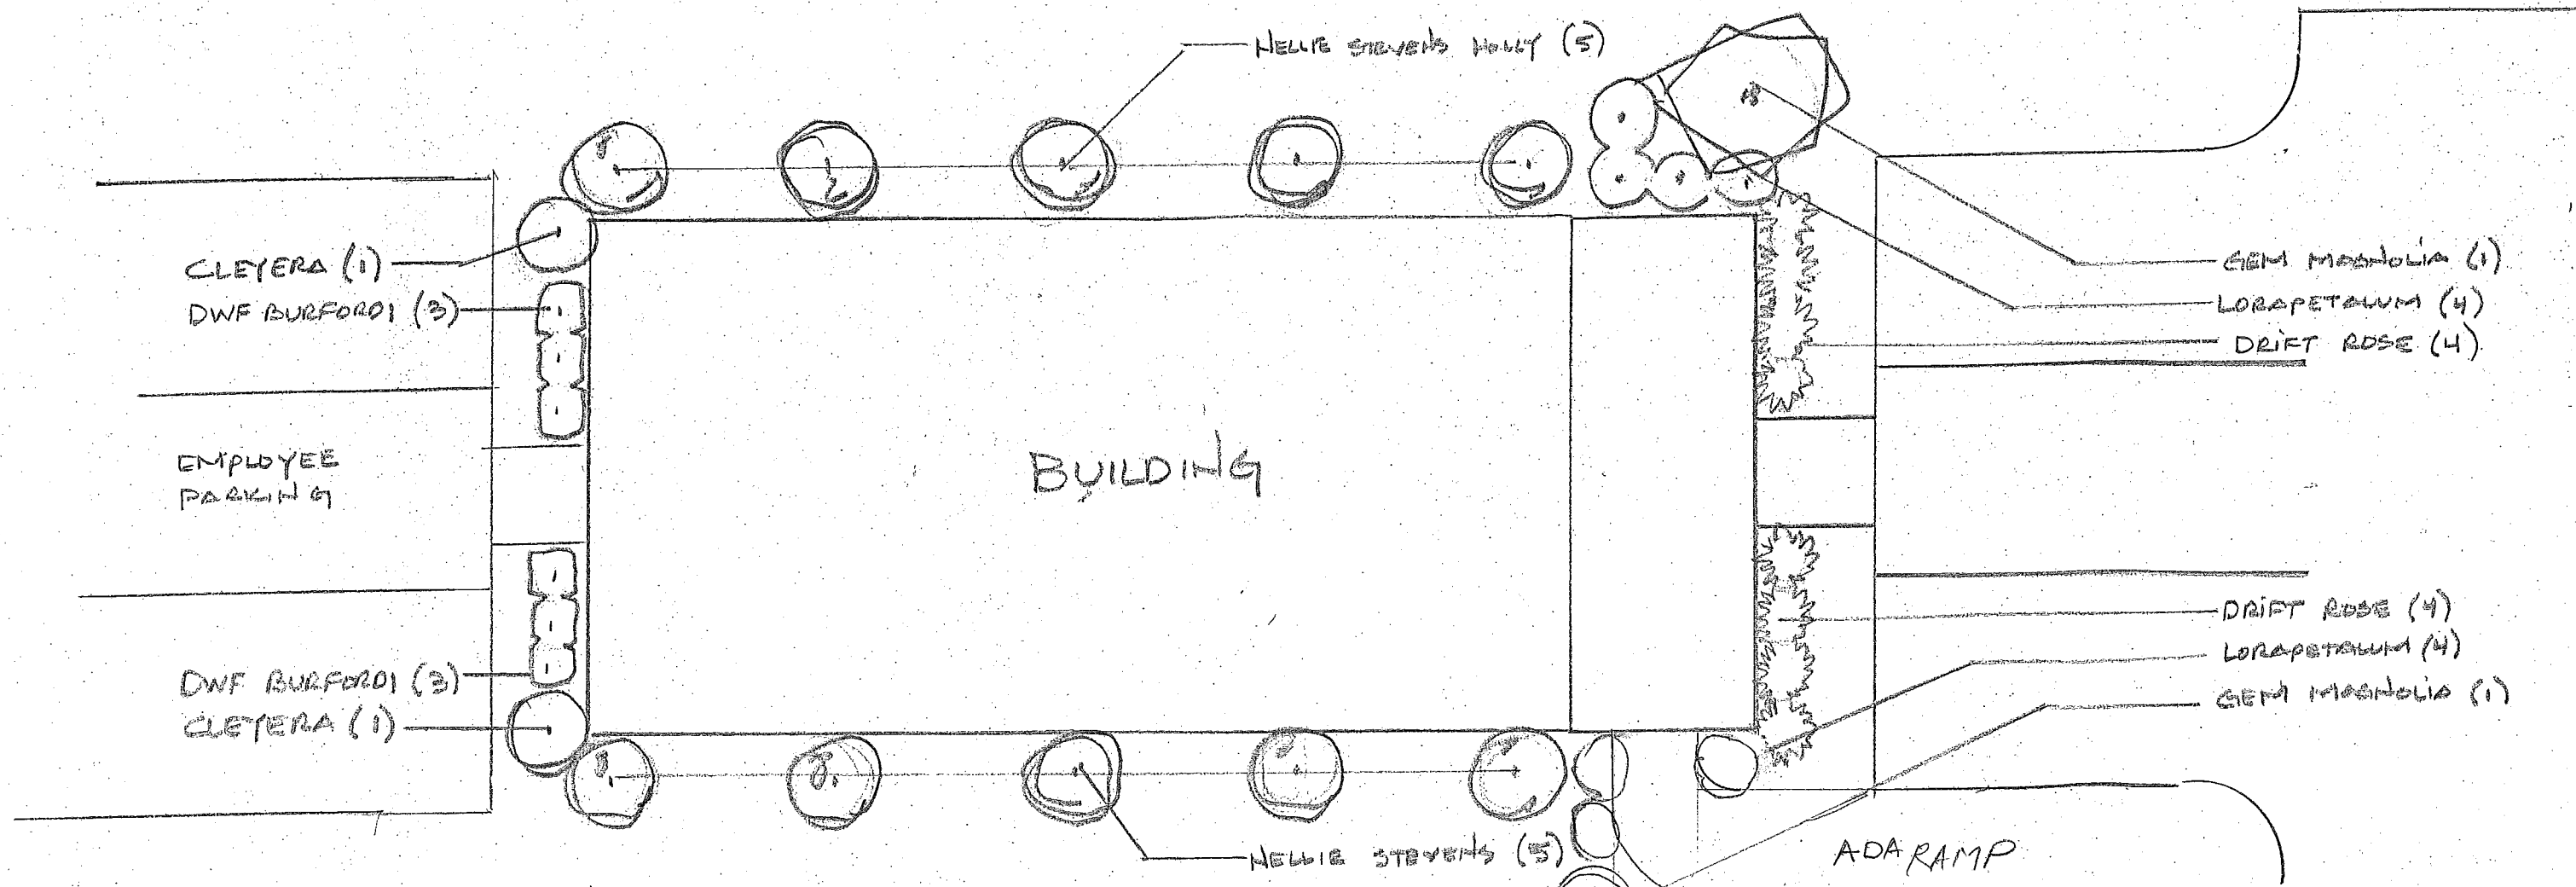 NELLIE STEVENS HOLLY (5)
CLEYERA (1)
DWF BURFORDI (3)
GEM MAGNOLIA (1)
LORAPETALUM (4)
DRIFT ROSE (4)
EMPLOYEE
PARKING
BUILDING
DRIFT ROSE (4)
LORAPETALUM (4)
GEM MAGNOLIA (1)
DWF BURFORDI (3)
CLEYERA (1)
NELLIE STEVENS (5)
ADA RAMP